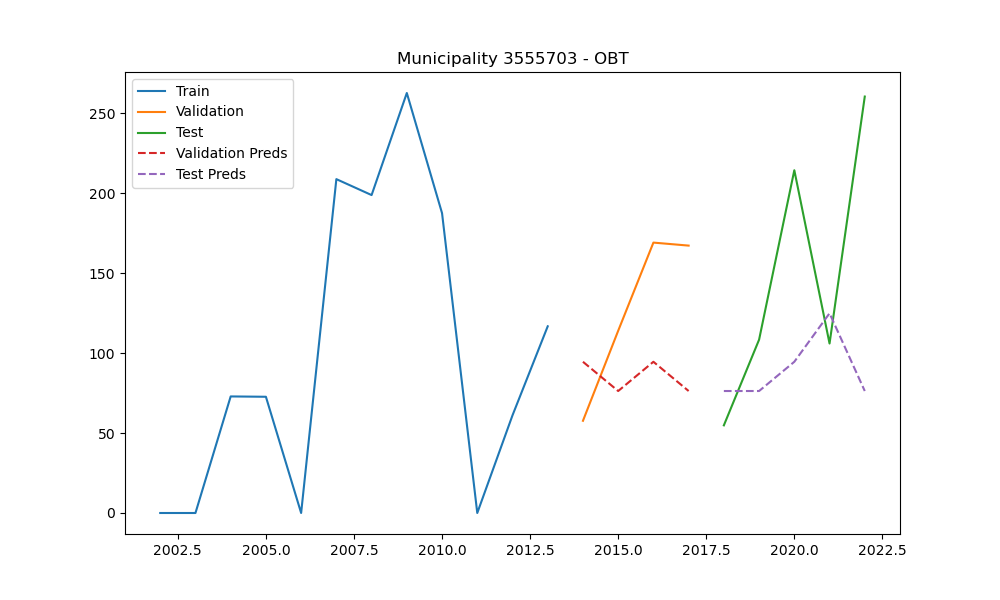 Municipality 3555703 - OBT
Train
Validation
Test
Validation Preds
Test Preds
250
200
150
100
50
0
2002.5 2005.0 2007.5 2010.0 2012.5 2015.0 2017.5 2020.0 2022.5